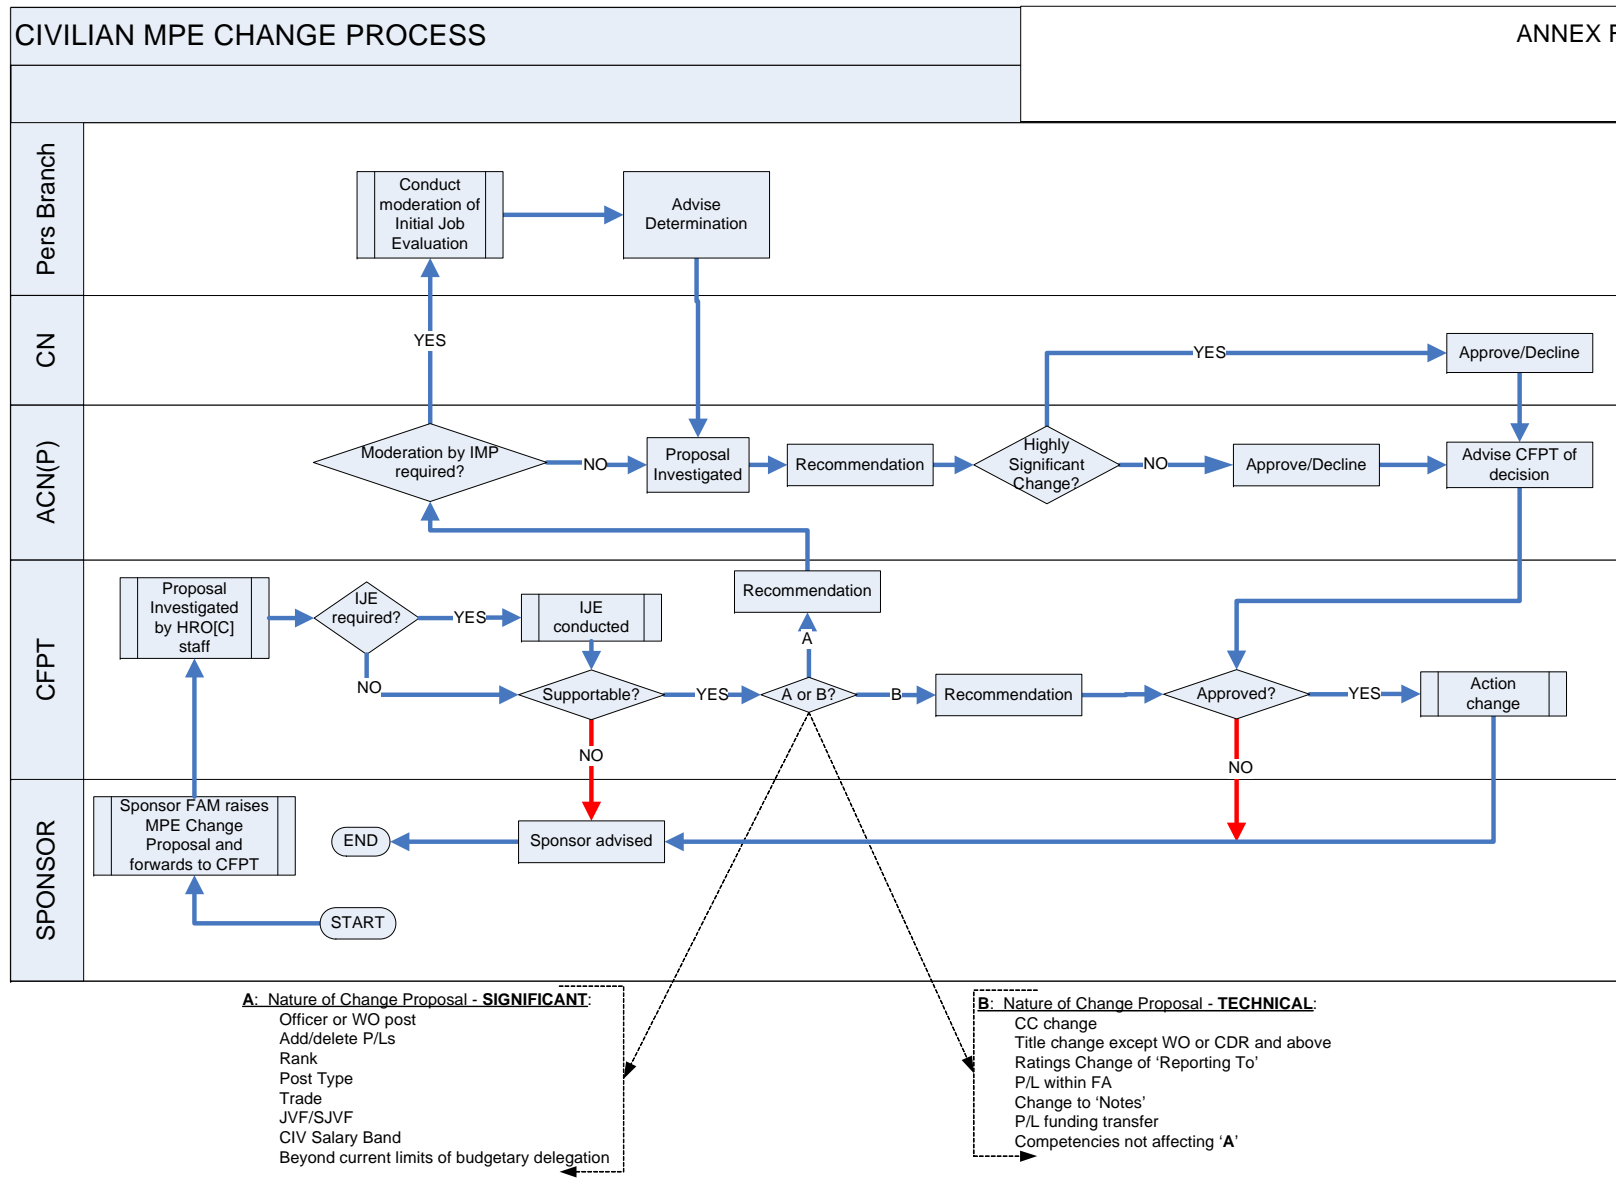 CIVILIAN MPE CHANGE PROCESS
ANNEX F
Pers Branch
Conduct
moderation of
Initial Job
Evaluation
Advise
Determination
CN
YES
YES
Approve/Decline
ACN(P)
Moderation by IMP
required?
NO
Proposal
Investigated
Recommendation
Highly
Significant
Change?
NO
Approve/Decline
Advise CFPT of
decision
CFPT
Proposal
Investigated
by HRO[C]
staff
IJE
required?
YES
IJE
conducted
NO
Supportable?
YES
A or B?
A
Recommendation
B
Recommendation
Approved?
YES
Action
change
NO
NO
SPONSOR
Sponsor FAM raises
MPE Change
Proposal and
forwards to CFPT
END
Sponsor advised
START
A: Nature of Change Proposal - SIGNIFICANT:
Officer or WO post
Add/delete P/Ls
Rank
Post Type
Trade
JVF/SJVF
CIV Salary Band
Beyond current limits of budgetary delegation
B: Nature of Change Proposal - TECHNICAL:
CC change
Title change except WO or CDR and above
Ratings Change of ‘Reporting To’
P/L within FA
Change to ‘Notes’
P/L funding transfer
Competencies not affecting ‘A’